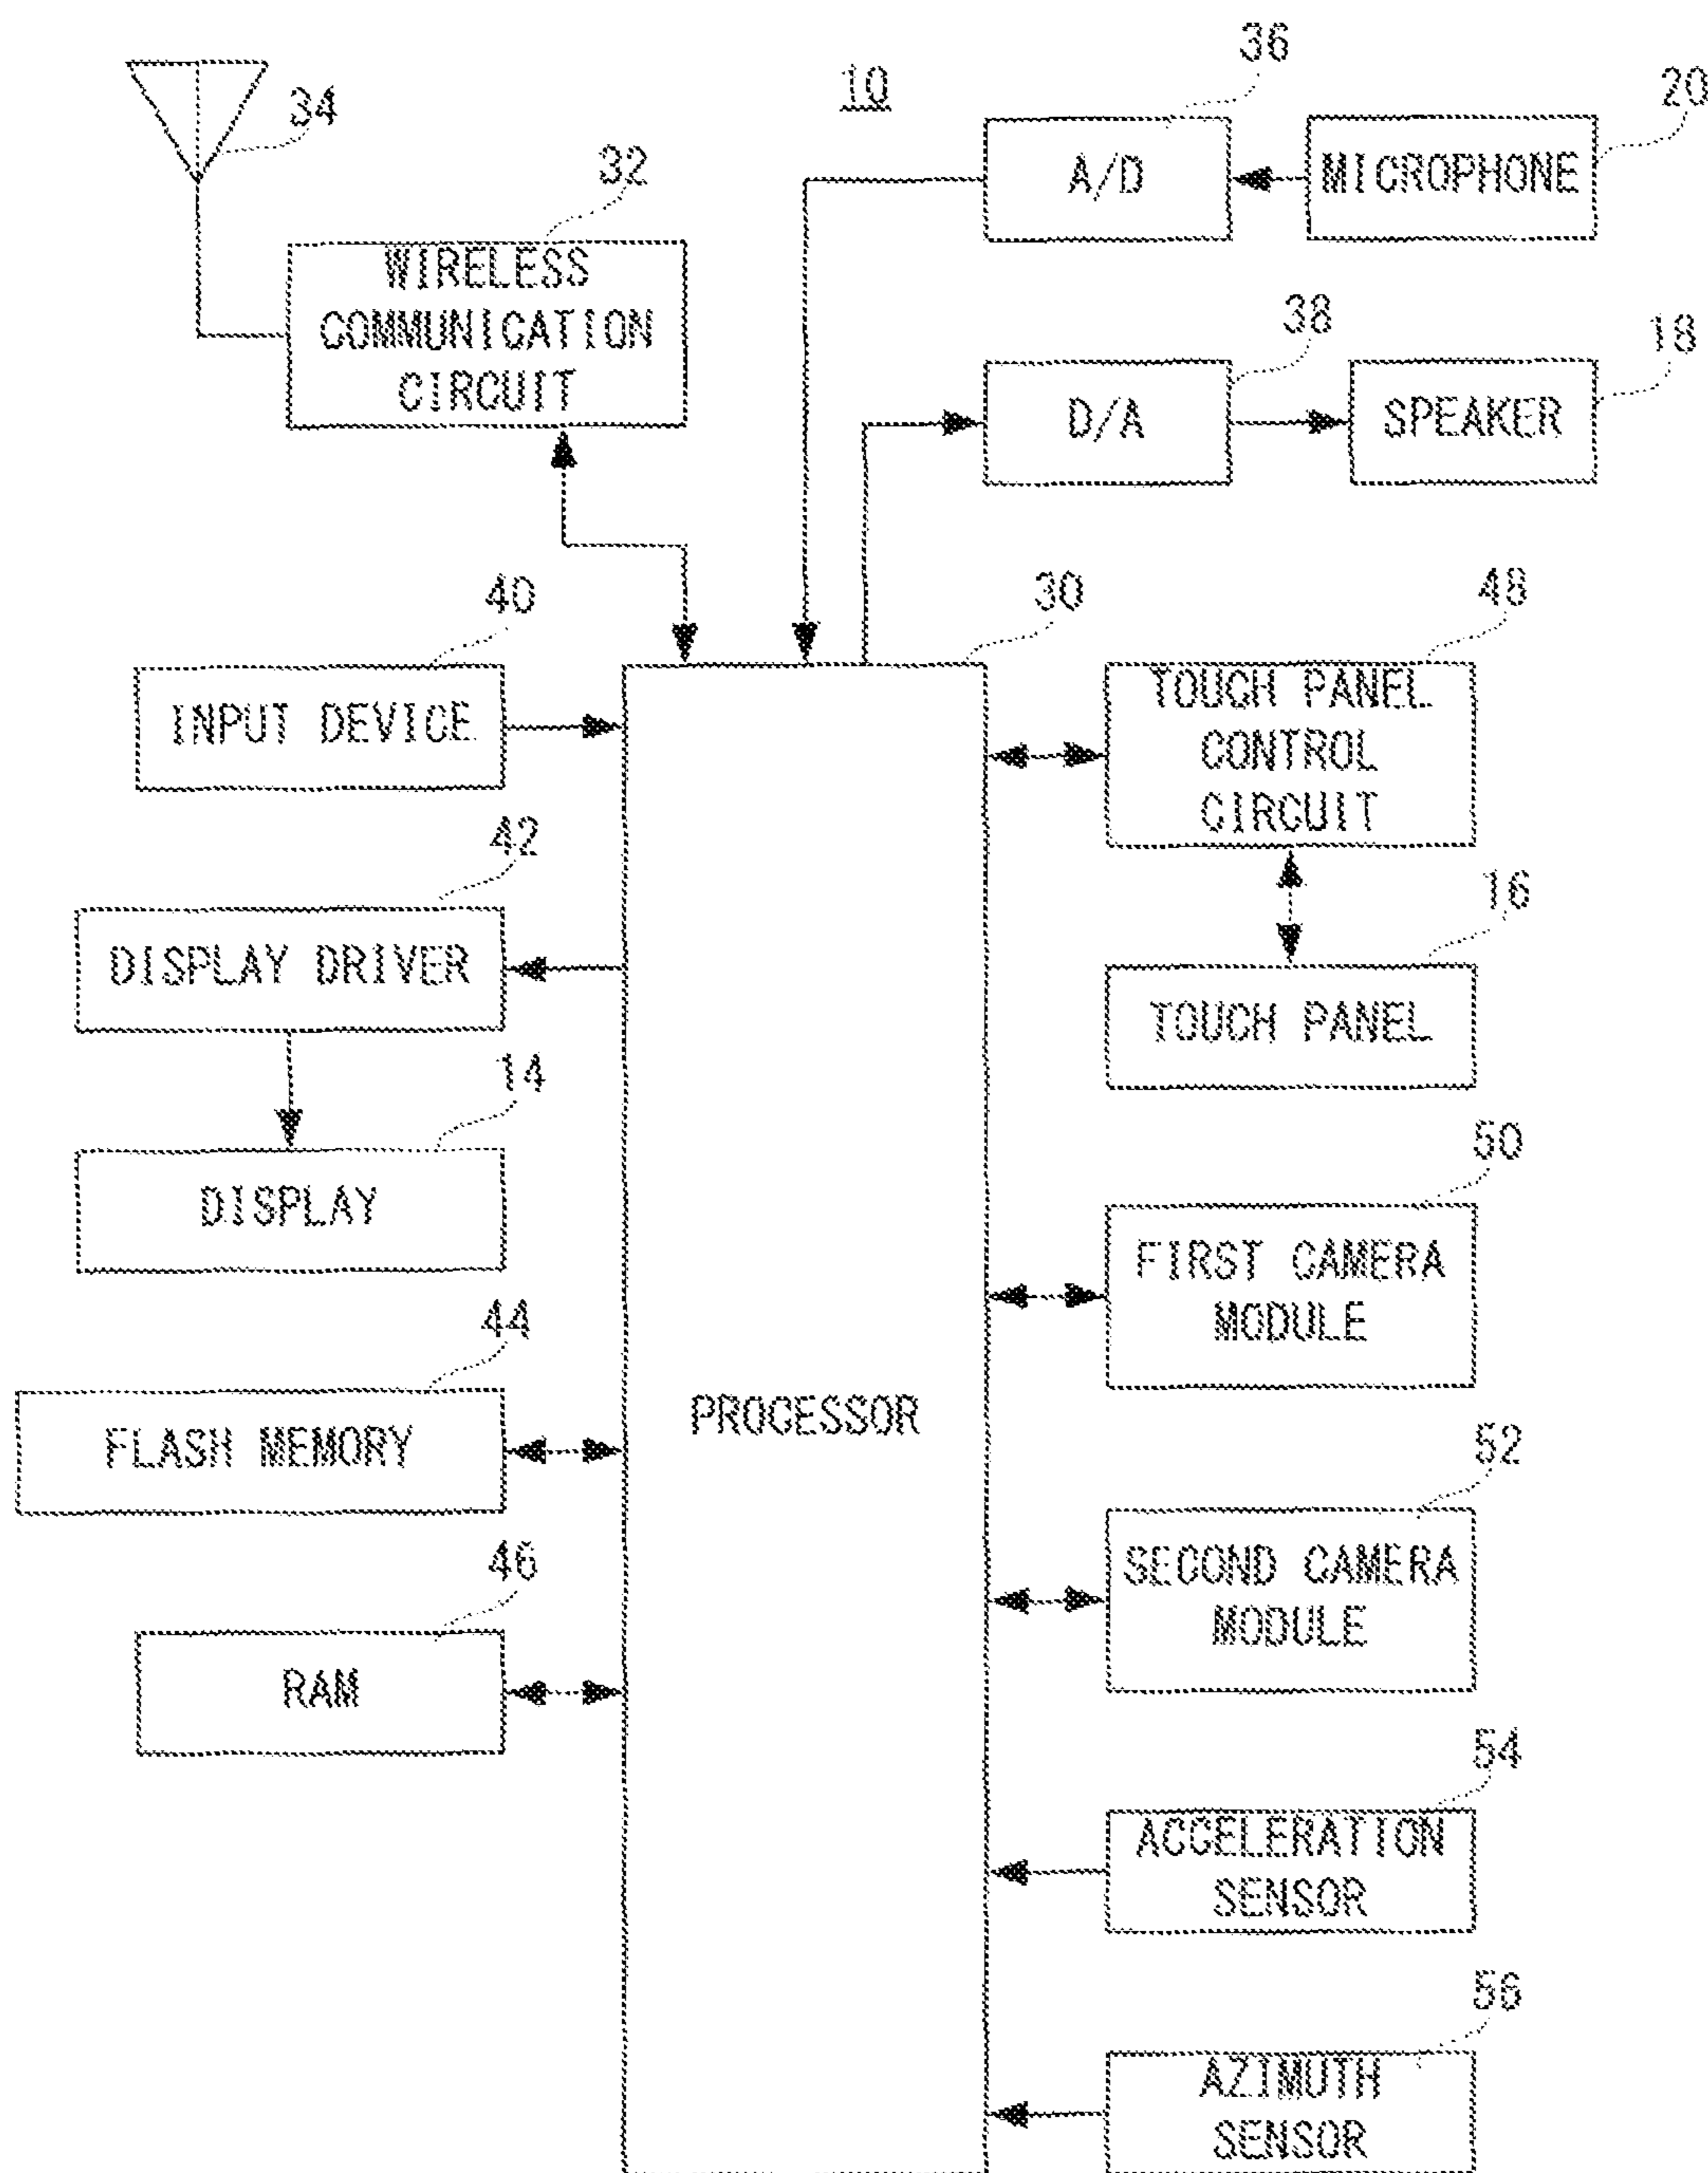 10
34
32
WIRELESS
COMMUNICATION
CIRCUIT
36
A/D
20
MICROPHONE
38
D/A
18
SPEAKER
40
INPUT DEVICE
42
DISPLAY DRIVER
14
DISPLAY
44
FLASH MEMORY
46
RAM
30
PROCESSOR
48
TOUCH PANEL
CONTROL
CIRCUIT
16
TOUCH PANEL
50
FIRST CAMERA
MODULE
52
SECOND CAMERA
MODULE
54
ACCELERATION
SENSOR
56
AZIMUTH
SENSOR